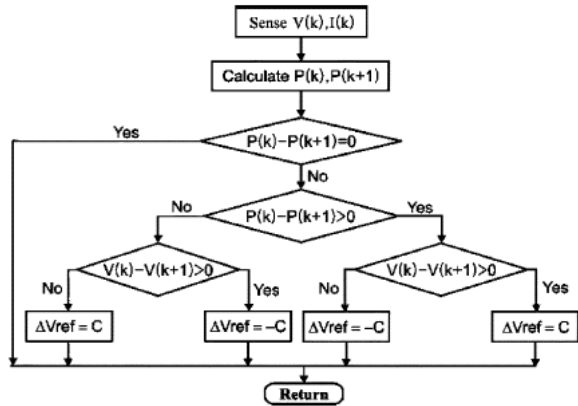 Sense V(k),I(k)
Calculate P(k),P(k+1)
Yes
P(k)–P(k+1)=0
No
No
P(k)–P(k+1)>0
Yes
V(k)–V(k+1)>0
V(k)–V(k+1)>0
No
Yes
No
Yes
ΔVref = C
ΔVref = –C
ΔVref = –C
ΔVref = C
Return